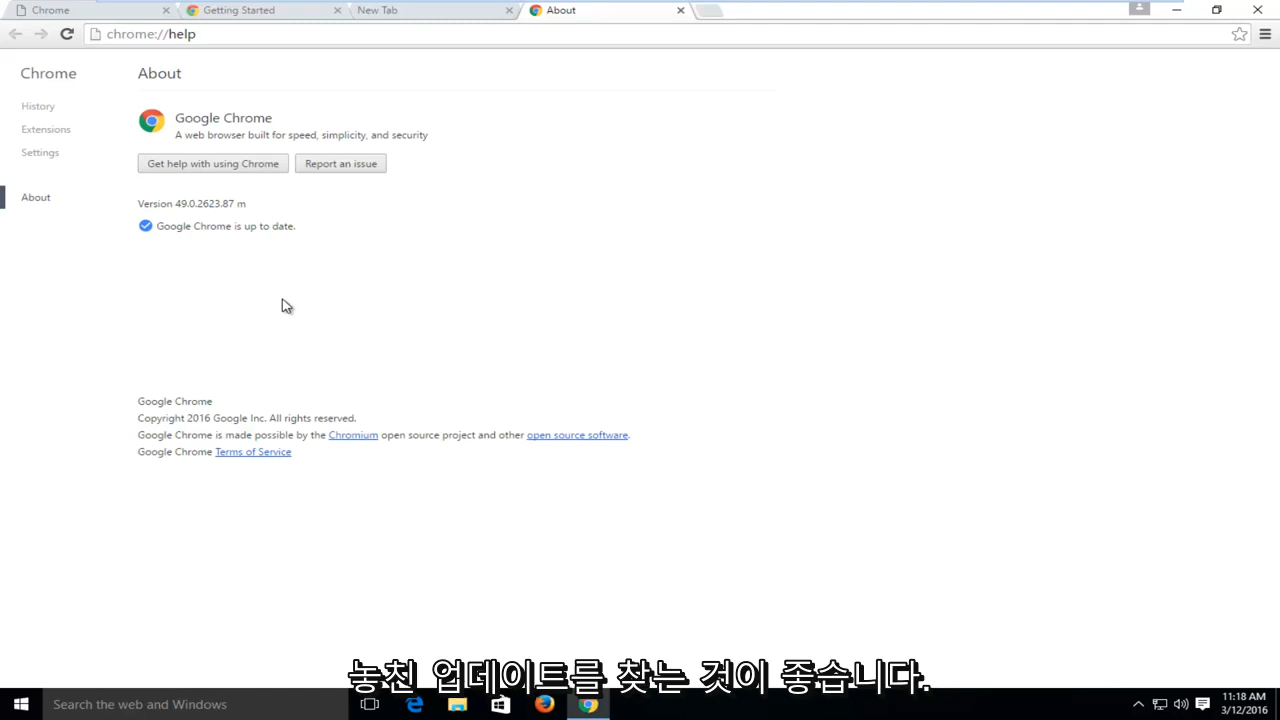 Chrome
Getting Started
New Tab
About
chrome://help
Chrome
About
History
Extensions
Settings
About
Google Chrome
A web browser built for speed, simplicity, and security
Get help with using Chrome
Report an issue
Version 49.0.2623.87 m
Google Chrome is up to date.
Google Chrome
Copyright 2016 Google Inc. All rights reserved.
Google Chrome is made possible by the Chromium open source project and other open source software.
Google Chrome Terms of Service
놓친 업데이트를 찾는 것이 좋습니다.
Search the web and Windows
11:18 AM
3/12/2016